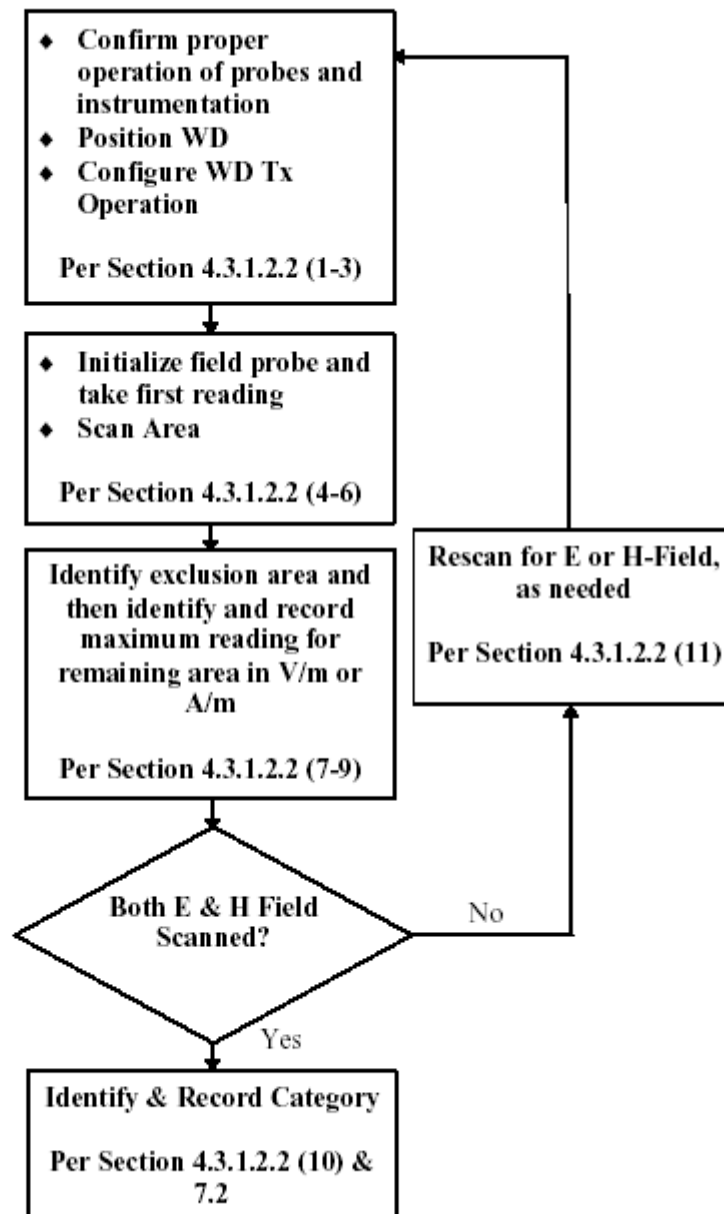 ◆ Confirm proper
operation of probes and
instrumentation
◆ Position WD
◆ Configure WD Tx
Operation
Per Section 4.3.1.2.2 (1-3)
◆ Initialize field probe and
take first reading
◆ Scan Area
Per Section 4.3.1.2.2 (4-6)
Identify exclusion area and
then identify and record
maximum reading for
remaining area in V/m or
A/m
Per Section 4.3.1.2.2 (7-9)
Rescan for E or H-Field,
as needed
Per Section 4.3.1.2.2 (11)
Both E & H Field
Scanned?
No
Yes
Identify & Record Category
Per Section 4.3.1.2.2 (10) &
7.2